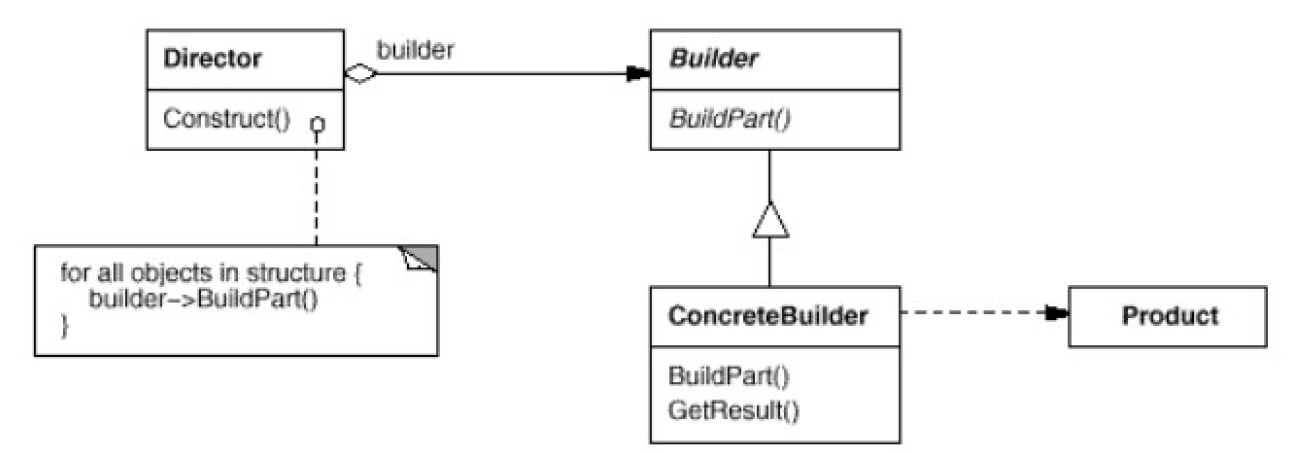 Director
builder
Builder
Construct()
BuildPart()
for all objects in structure {
builder–>BuildPart()
}
ConcreteBuilder
Product
BuildPart()
GetResult()